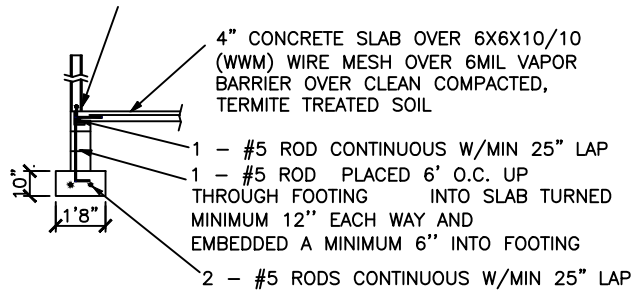 4" CONCRETE SLAB OVER 6X6X10/10
(WWM) WIRE MESH OVER 6MIL VAPOR
BARRIER OVER CLEAN COMPACTED,
TERMITE TREATED SOIL
1 – #5 ROD CONTINUOUS W/MIN 25" LAP
1 – #5 ROD PLACED 6' O.C. UP
THROUGH FOOTING INTO SLAB TURNED
MINIMUM 12'' EACH WAY AND
EMBEDDED A MINIMUM 6'' INTO FOOTING
2 – #5 RODS CONTINUOUS W/MIN 25" LAP
10"
1'8"